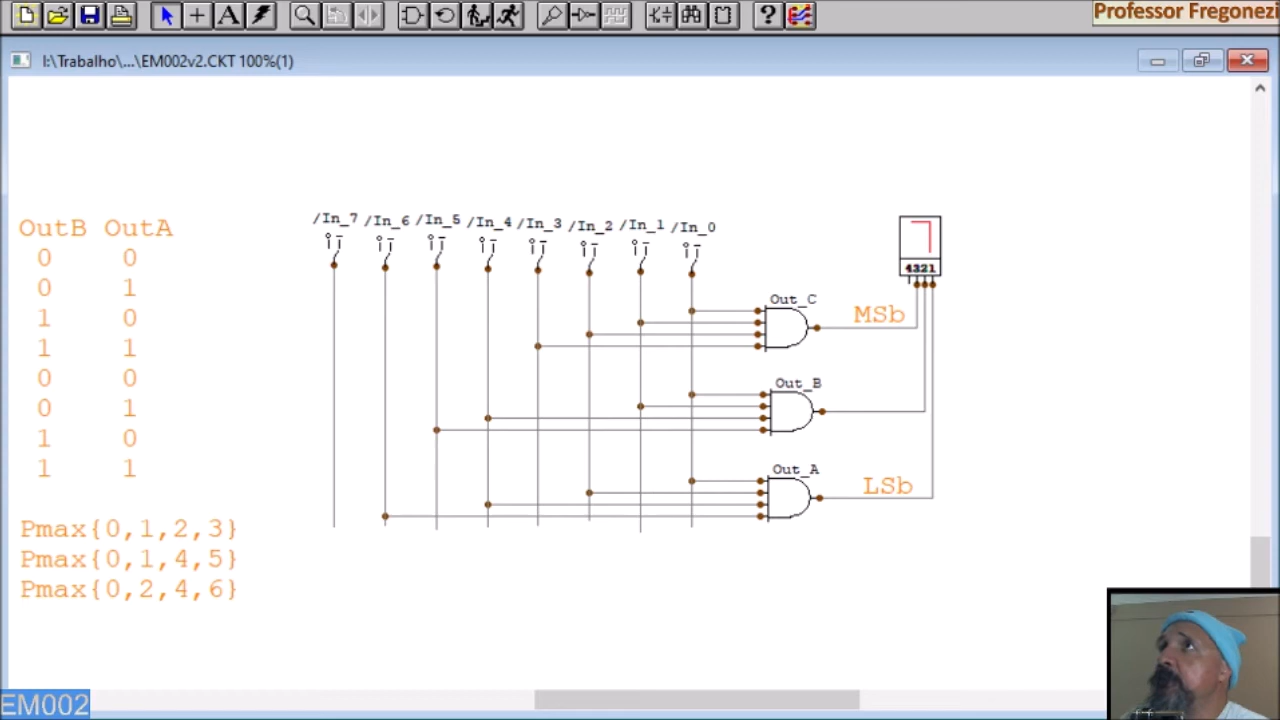 Professor Fregonezi
I:\Trabalho\...\EM002v2.CKT 100%(1)
/In_7 /In_6 /In_5 /In_4 /In_3 /In_2 /In_1 /In_0
OutB OutA
0 0
0 1
1 0
1 1
0 0
0 1
1 0
1 1
4321
Out_C
MSb
Out_B
Out_A
LSb
Pmax{0,1,2,3}
Pmax{0,1,4,5}
Pmax{0,2,4,6}
EM002